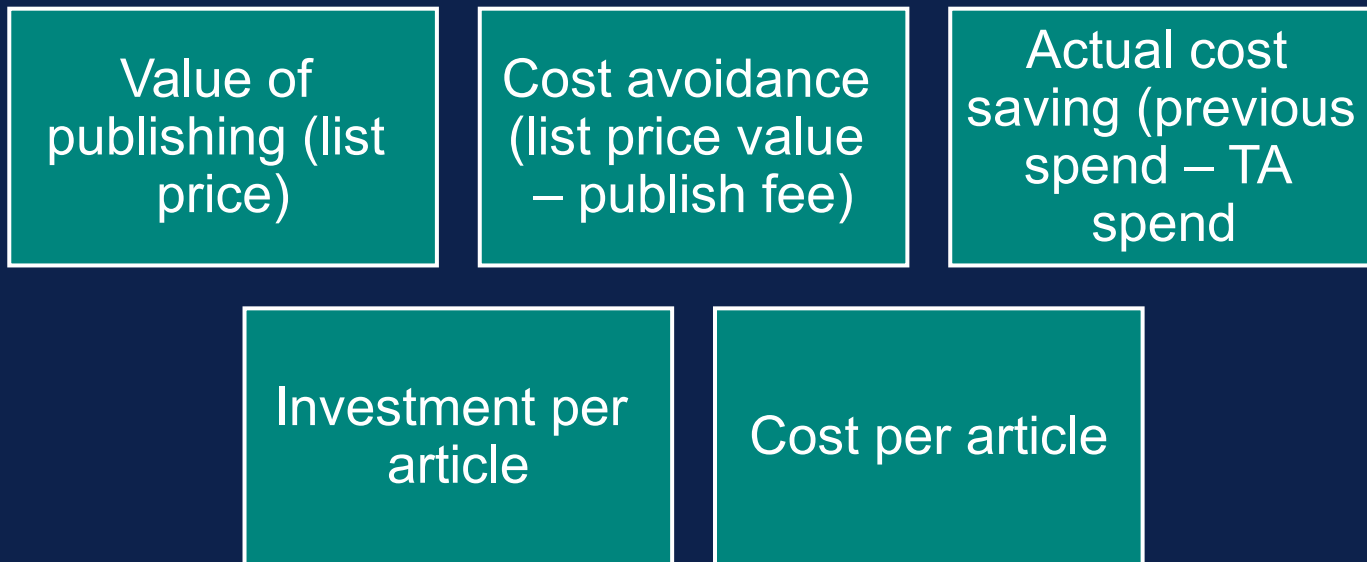 Value of
publishing (list
price)
Cost avoidance
(list price value
– publish fee)
Actual cost
saving (previous
spend – TA
spend
Investment per
article
Cost per article